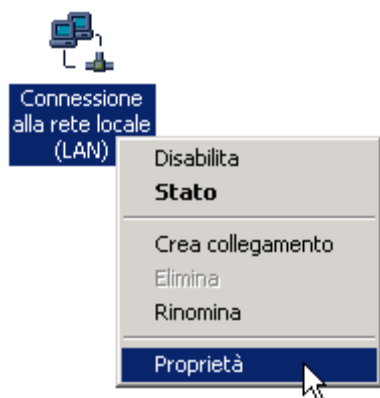 Connessione
alla rete locale
(LAN)
Disabilita
Stato
Crea collegamento
Elimina
Rinomina
Proprietà